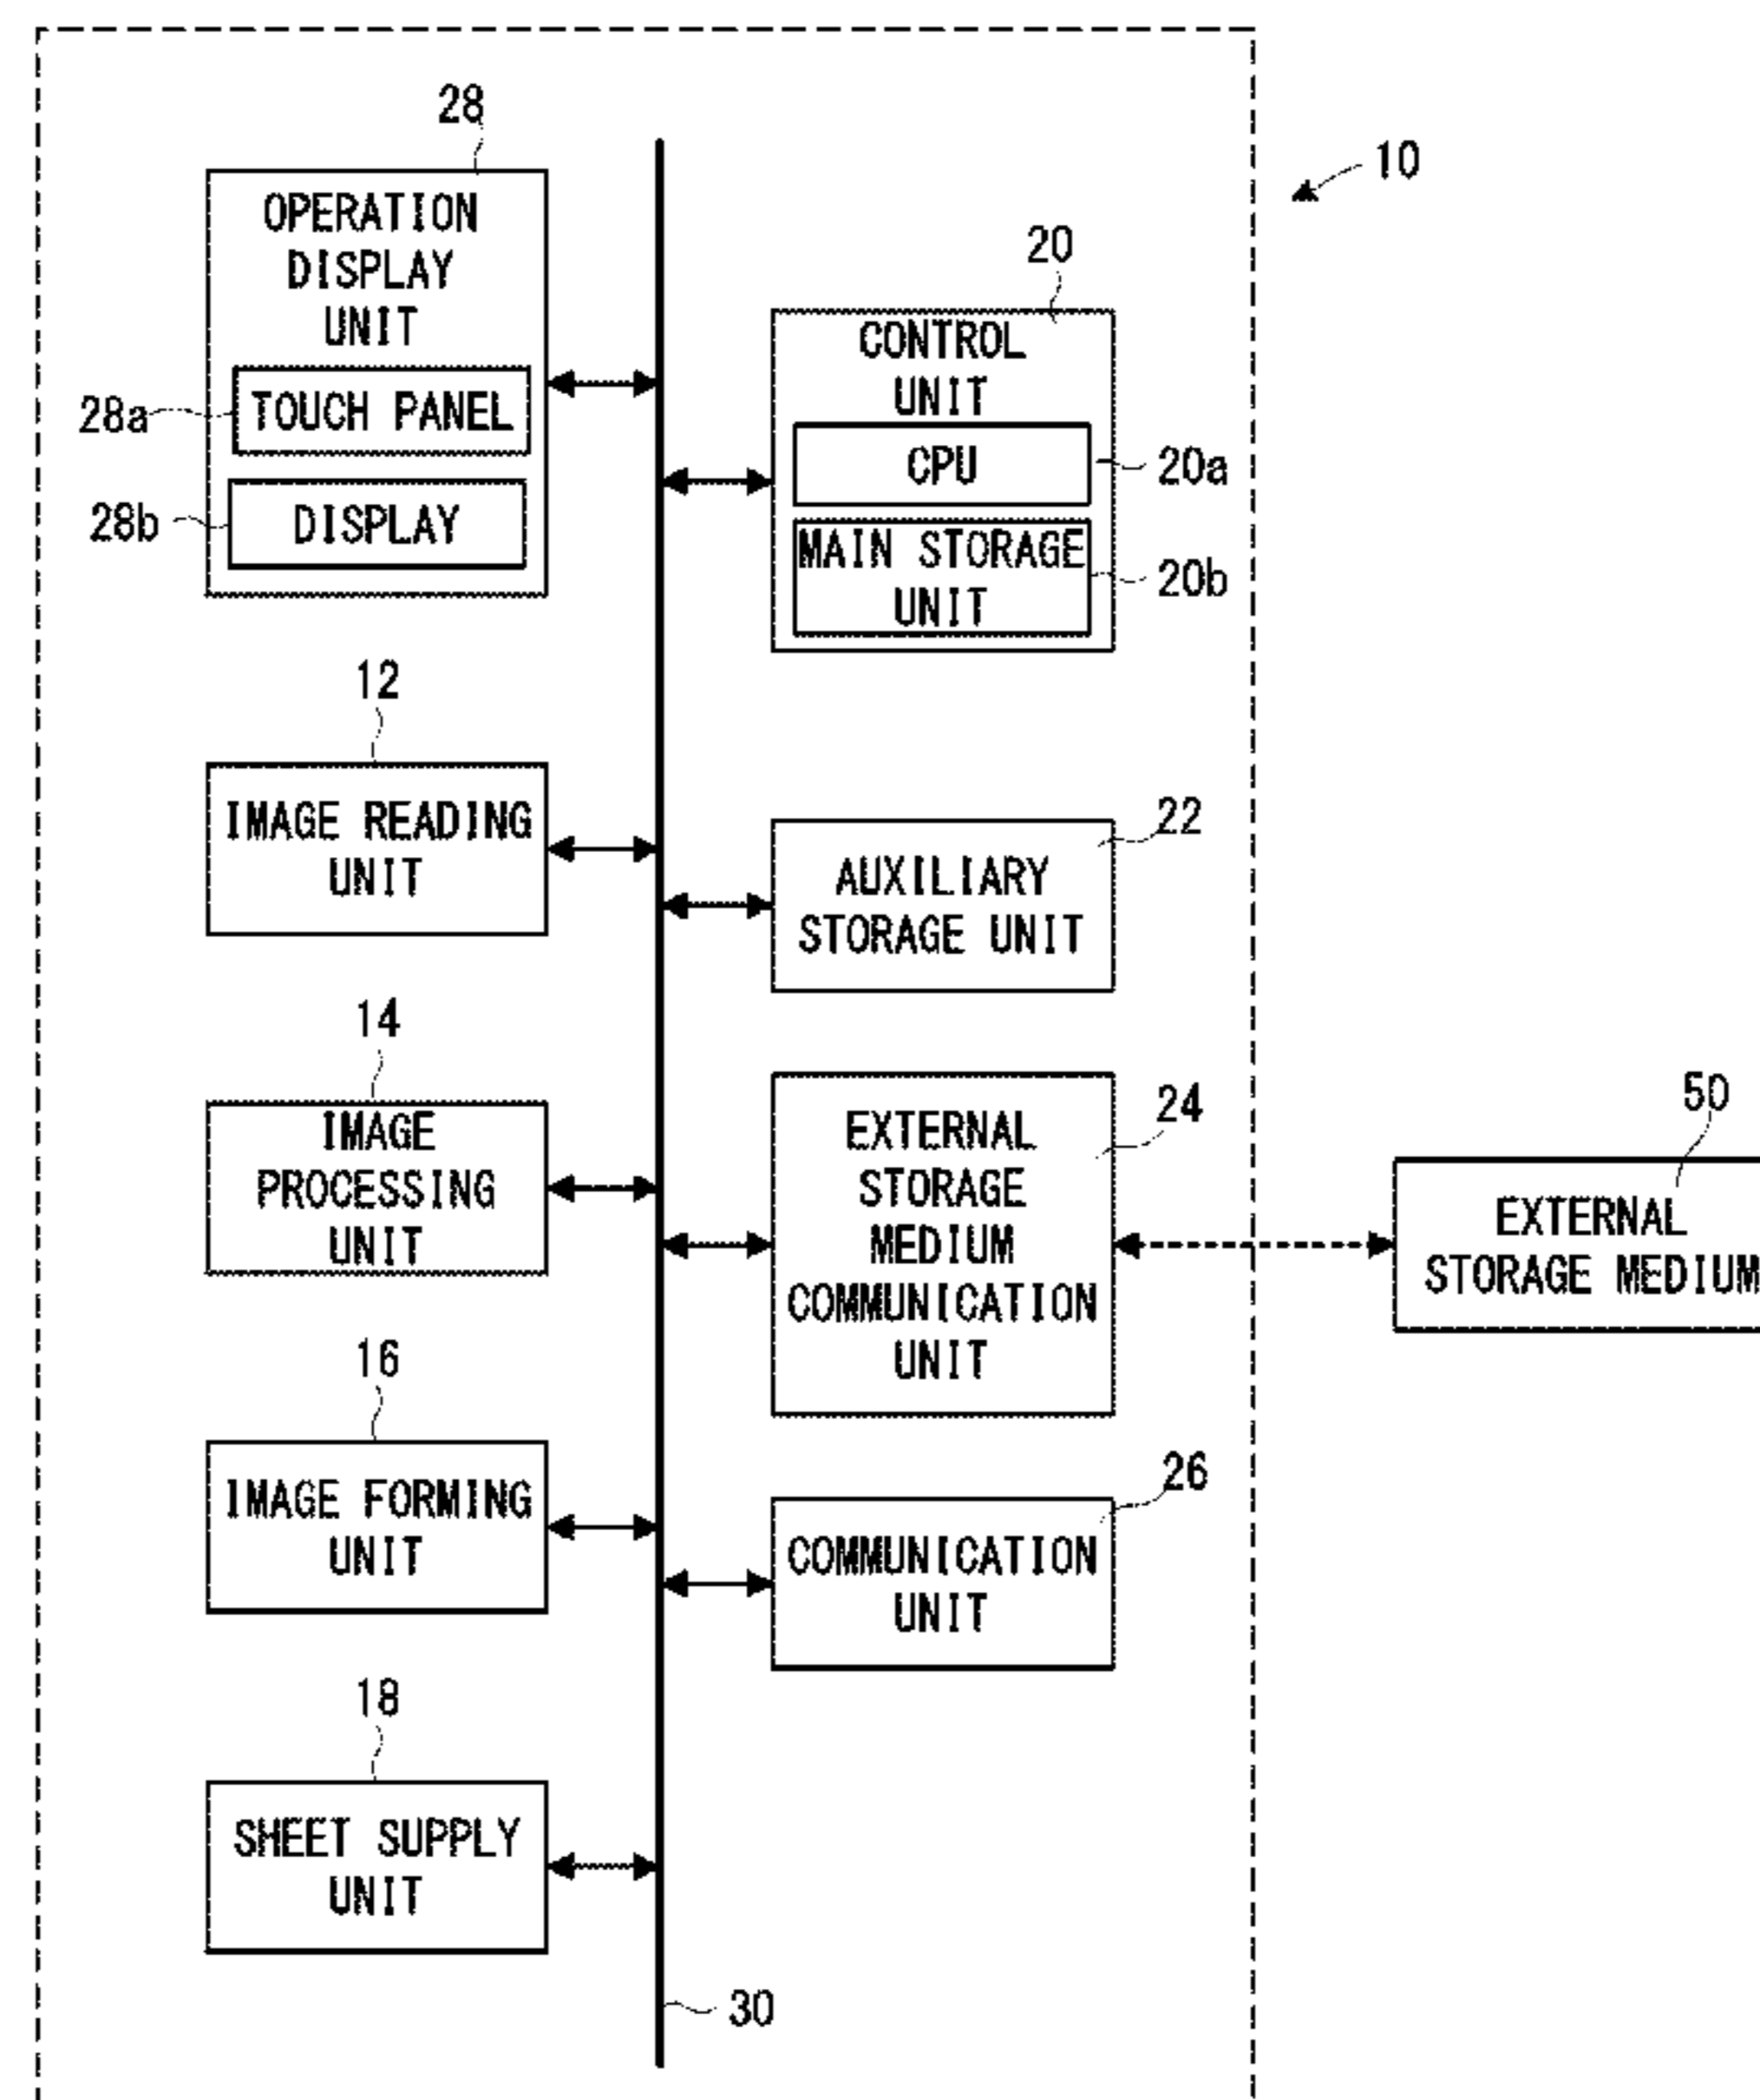 28
OPERATION
DISPLAY
UNIT
28a
TOUCH PANEL
28b
DISPLAY
10
20
CONTROL
UNIT
CPU
20a
MAIN STORAGE
UNIT
20b
12
IMAGE READING
UNIT
22
AUXILIARY
STORAGE UNIT
14
IMAGE
PROCESSING
UNIT
24
EXTERNAL
STORAGE
MEDIUM
COMMUNICATION
UNIT
50
EXTERNAL
STORAGE MEDIUM
16
IMAGE FORMING
UNIT
26
COMMUNICATION
UNIT
18
SHEET SUPPLY
UNIT
30